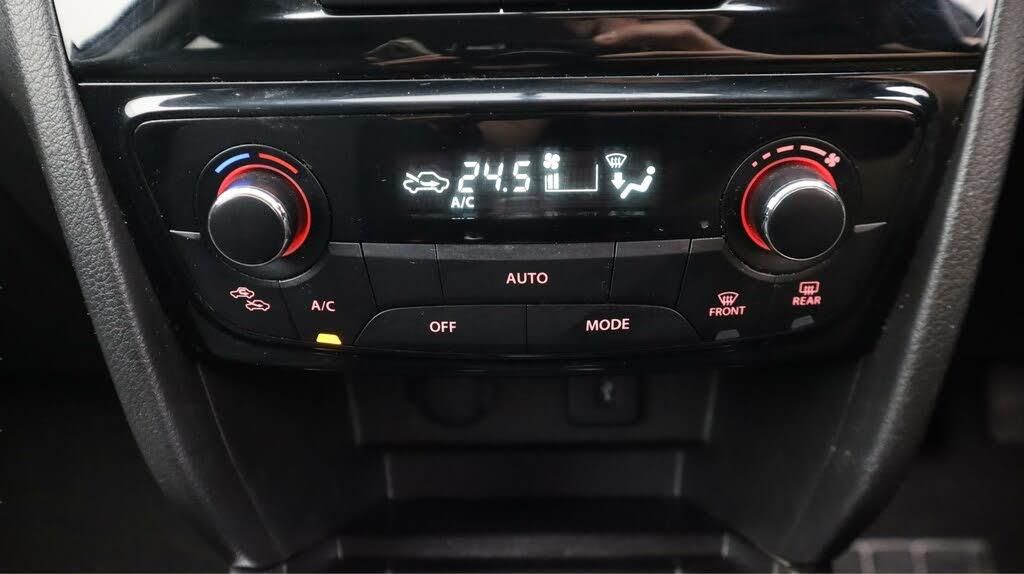 24.5
A/C
AUTO
A/C
OFF
MODE
FRONT
REAR